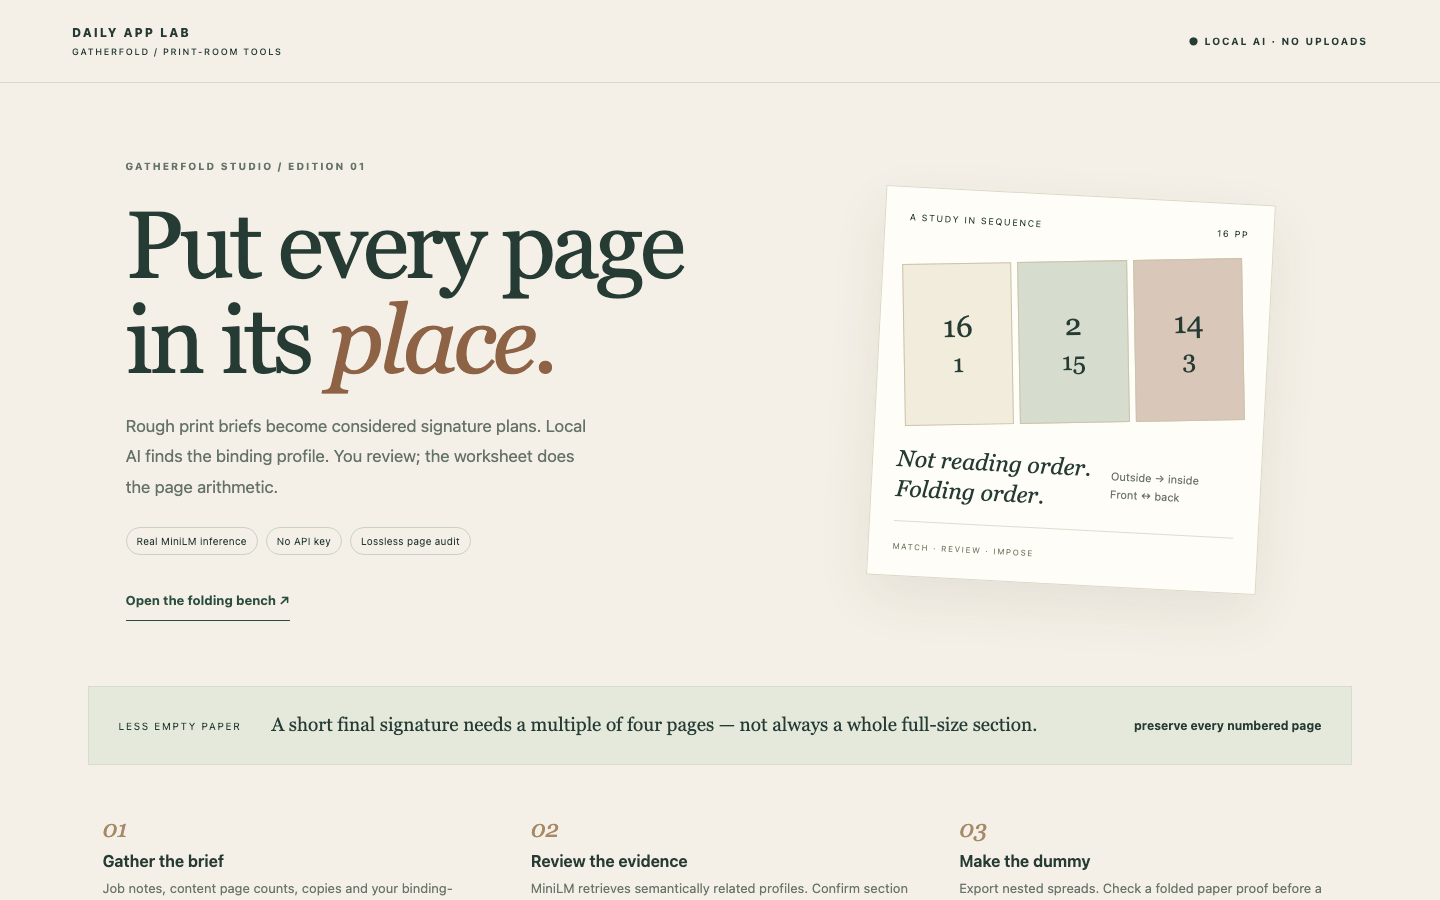 DAILY APP LAB
GATHERFOLD / PRINT-ROOM TOOLS
● LOCAL AI · NO UPLOADS
GATHERFOLD STUDIO / EDITION 01
Put every page
in its place.
Rough print briefs become considered signature plans. Local
AI finds the binding profile. You review; the worksheet does
the page arithmetic.
Real MiniLM inference
No API key
Lossless page audit
Open the folding bench ↗
A STUDY IN SEQUENCE
16 PP
16
1
2
15
14
3
Not reading order.
Folding order.
Outside → inside
Front ↔ back
MATCH · REVIEW · IMPOSE
LESS EMPTY PAPER
A short final signature needs a multiple of four pages — not always a whole full-size section.
preserve every numbered page
01
Gather the brief
Job notes, content page counts, copies and your binding-
02
Review the evidence
MiniLM retrieves semantically related profiles. Confirm section
03
Make the dummy
Export nested spreads. Check a folded paper proof before a